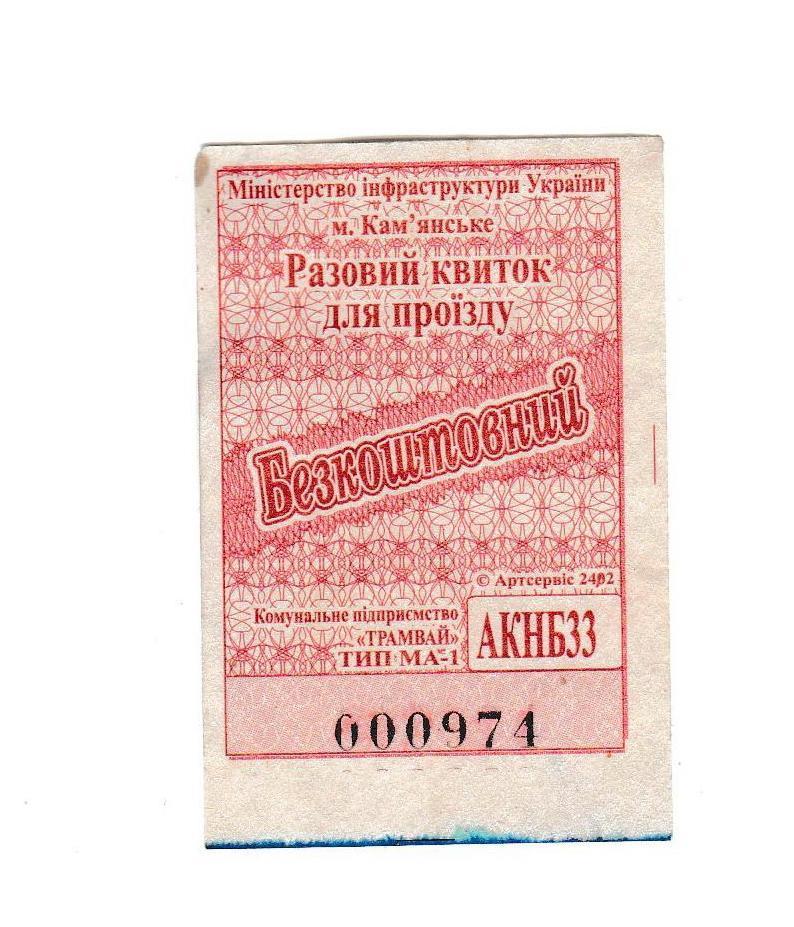 Міністерство інфраструктури України
м. Кам’янське
Разовий квиток
для проїзду
Безкоштовний
© Артсервіс 2402
Комунальне підприємство
«ТРАМВАЙ»
ТИП МА-1
АКНБ33
000974